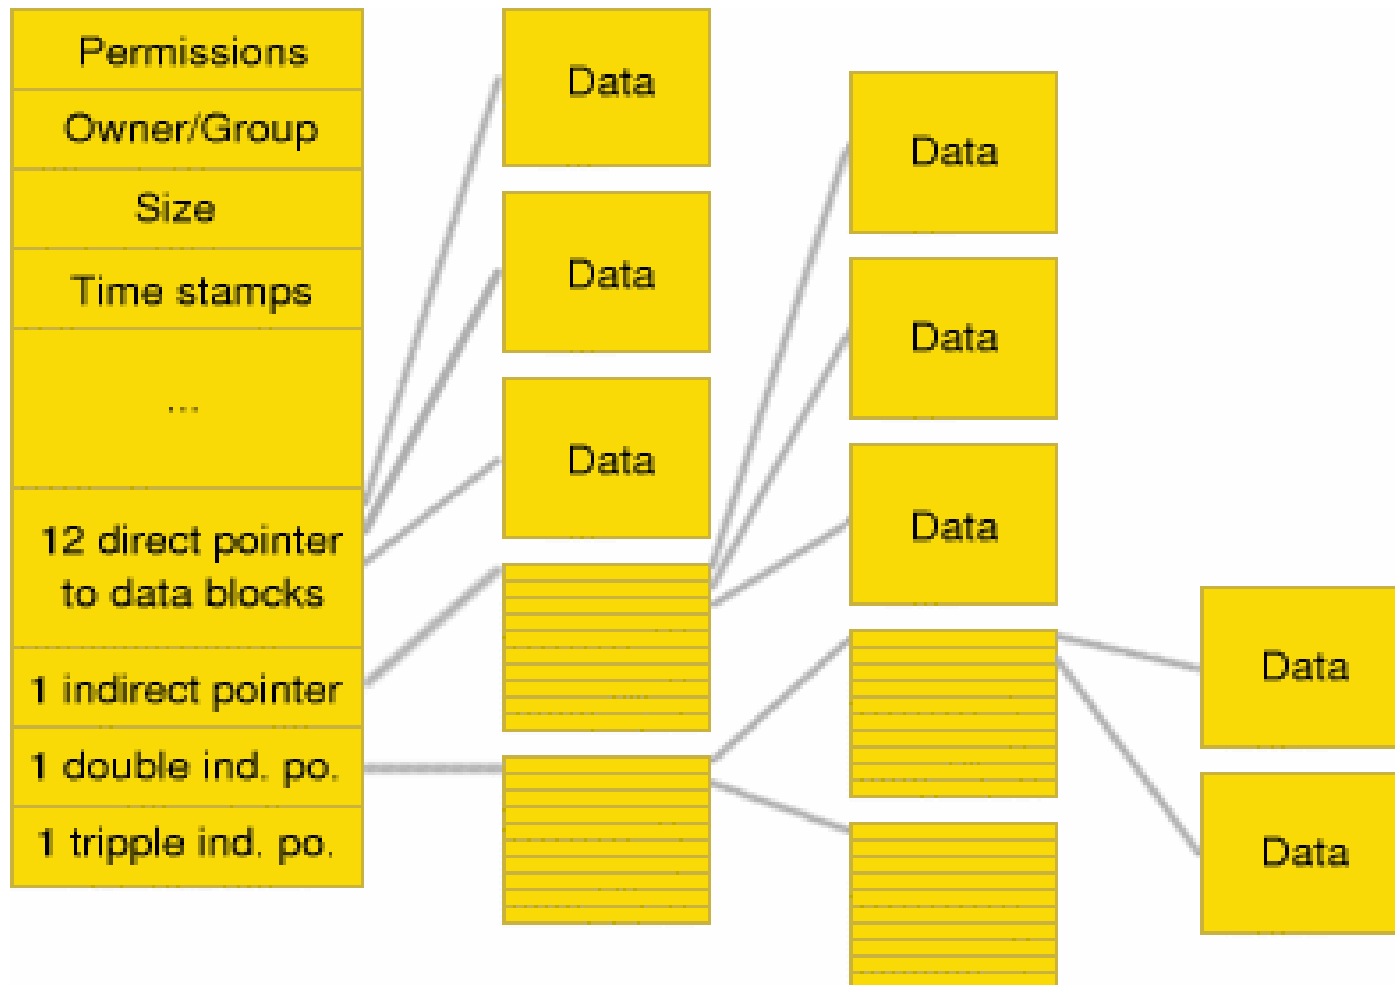 Permissions
Owner/Group
Size
Time stamps
...
12 direct pointer
to data blocks
1 indirect pointer
1 double ind. po.
1 tripple ind. po.
Data
Data
Data
....
....
Data
Data
Data
....
Data
Data